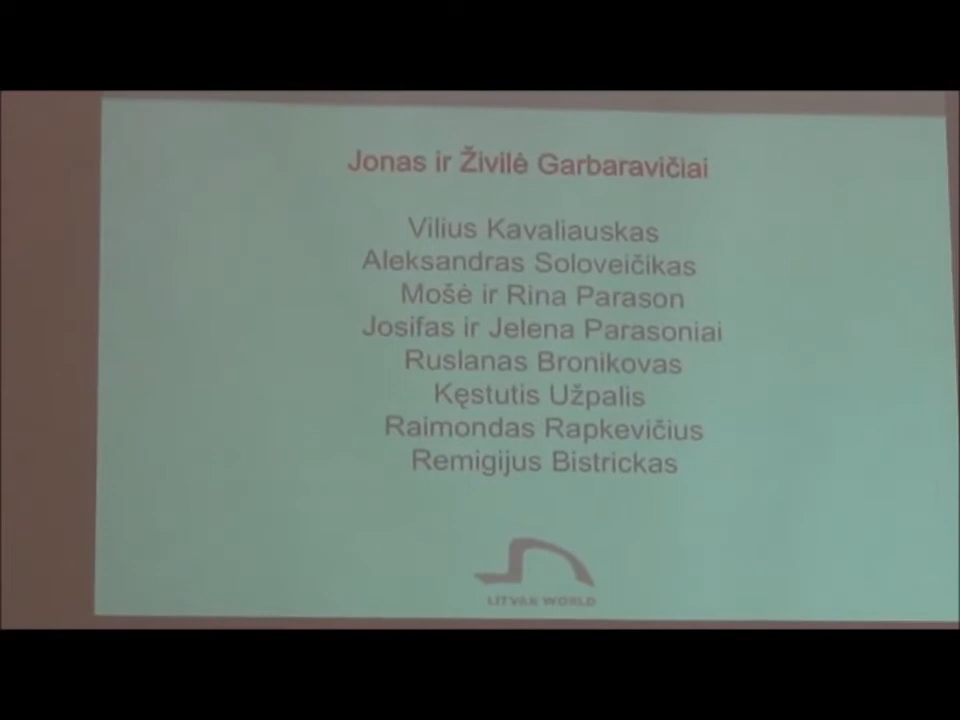 Jonas ir Živilė Garbaravičiai
Vilius Kavaliauskas
Aleksandras Soloveičikas
Mošė ir Rina Parason
Josifas ir Jelena Parasoniai
Ruslanas Bronikovas
Kęstutis Užpalis
Raimondas Rapkevičius
Remigijus Bistrickas
LITVAK WORLD